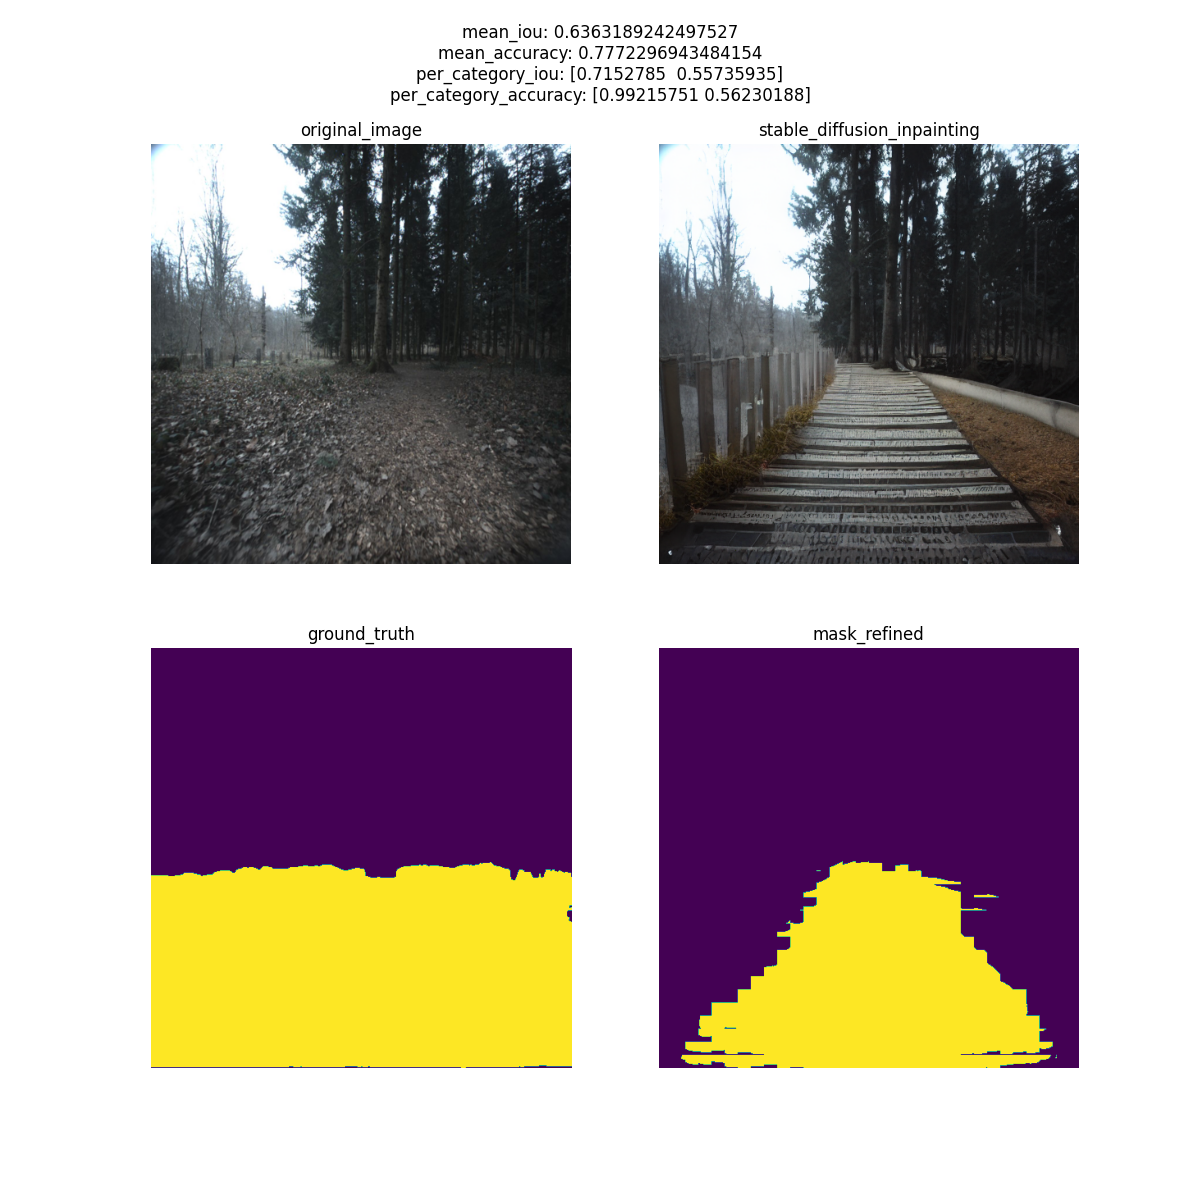 mean_iou: 0.6363189242497527
mean_accuracy: 0.7772296943484154
per_category_iou: [0.7152785  0.55735935]
per_category_accuracy: [0.99215751 0.56230188]
original_image
stable_diffusion_inpainting
ground_truth
mask_refined